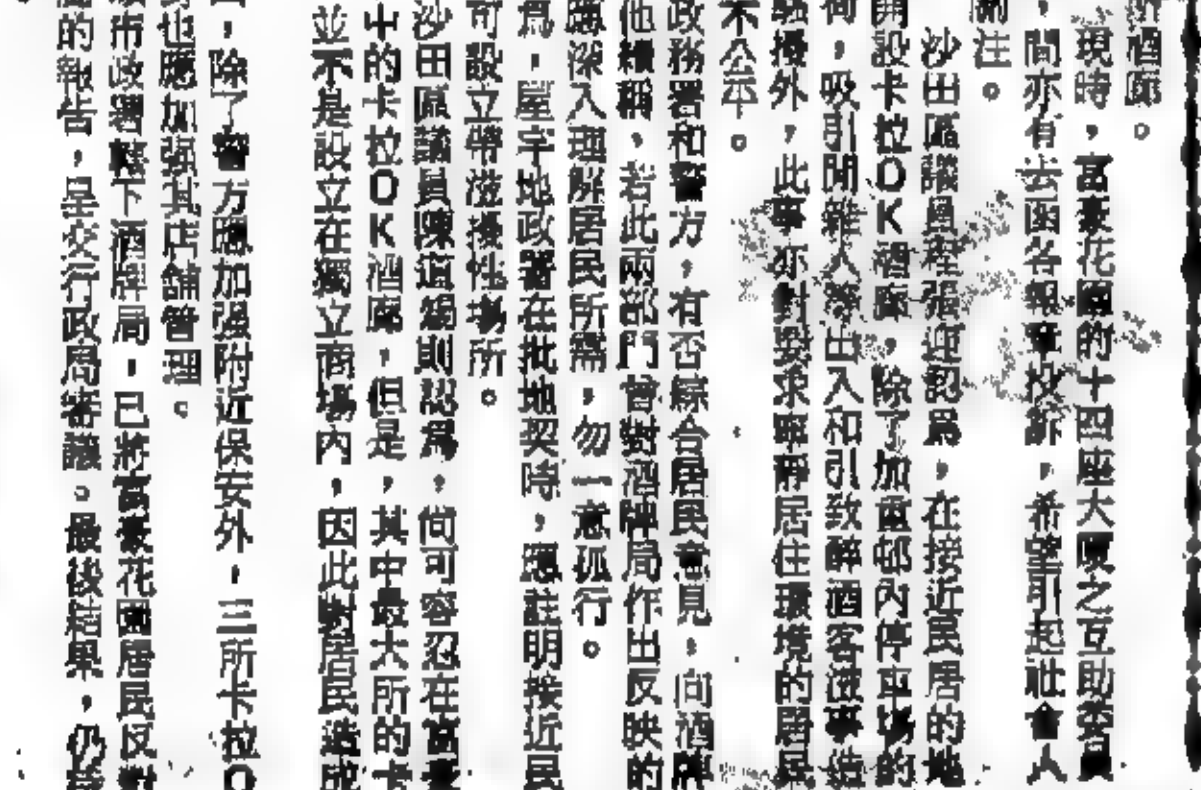 所酒廊。
現時，富豪花園的十四座大廈之互助委員
，間亦有去函各報章投訴，希望引起社會人
關注。
沙田區議員程張迎認爲，在接近民居的地
開設卡拉OK酒廊，除了加重邨內停車場的
荷，吸引閒雜人等出入和引致醉酒客滋事造
騷擾外，此事亦對要求寧靜居住環境的居民
不公平。
政務署和警方，有否綜合居民意見，向酒牌
他續稱，若此兩部門曾對酒牌局作出反映的
應深入理解居民所需，勿一意孤行。
爲，屋宇地政署在批地契時，應註明接近民
可設立帶滋擾性場所。
沙田區議員陳道錫則認爲，尚可容忍在富豪
中的卡拉OK酒廊，但是，其中最大所的卡
並不是設立在獨立商場內，因此對居民造成
，除了警方應加強附近保安外，三所卡拉O
也應加强其店舖管理。
市政署轄下酒牌局，已將富豪花園居民反對
的報告，呈交行政局審議。最後結果，仍